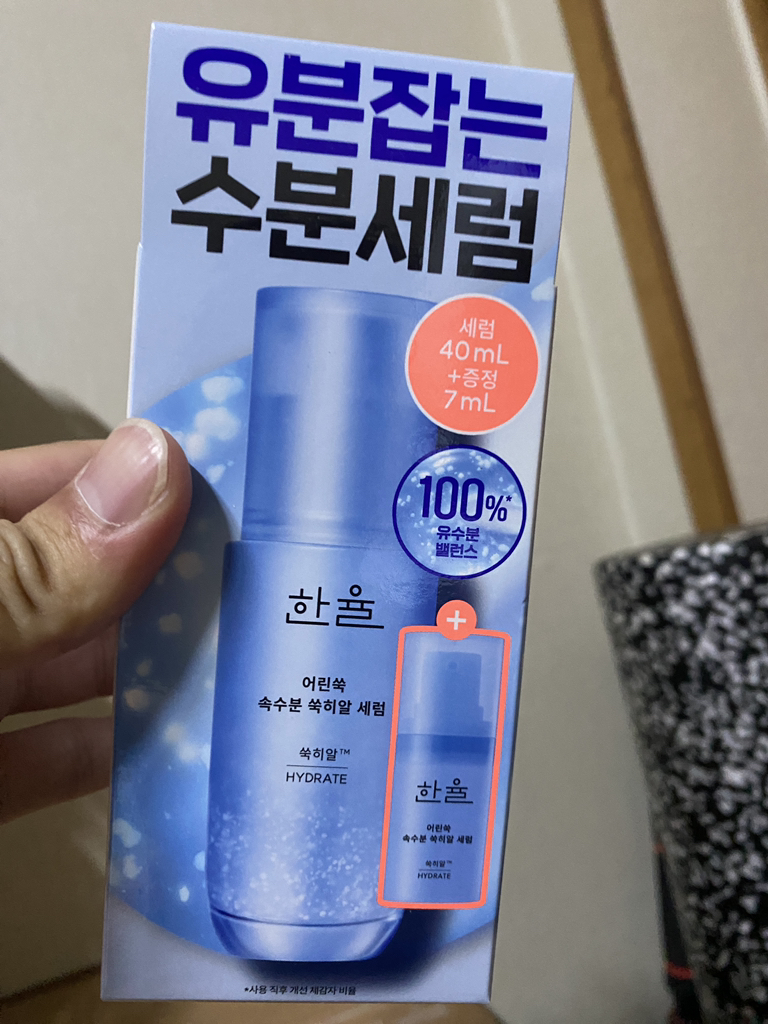 유분잡는
수분세럼
세럼
40mL
+증정
7mL
100%*
유수분
밸런스
한율
어린쑥
속수분 쑥히알 세럼
쑥히알™
HYDRATE
+
한율
어린쑥
속수분 쑥히알 세럼
쑥히알™
HYDRATE
*사용 직후 개선 체감자 비율